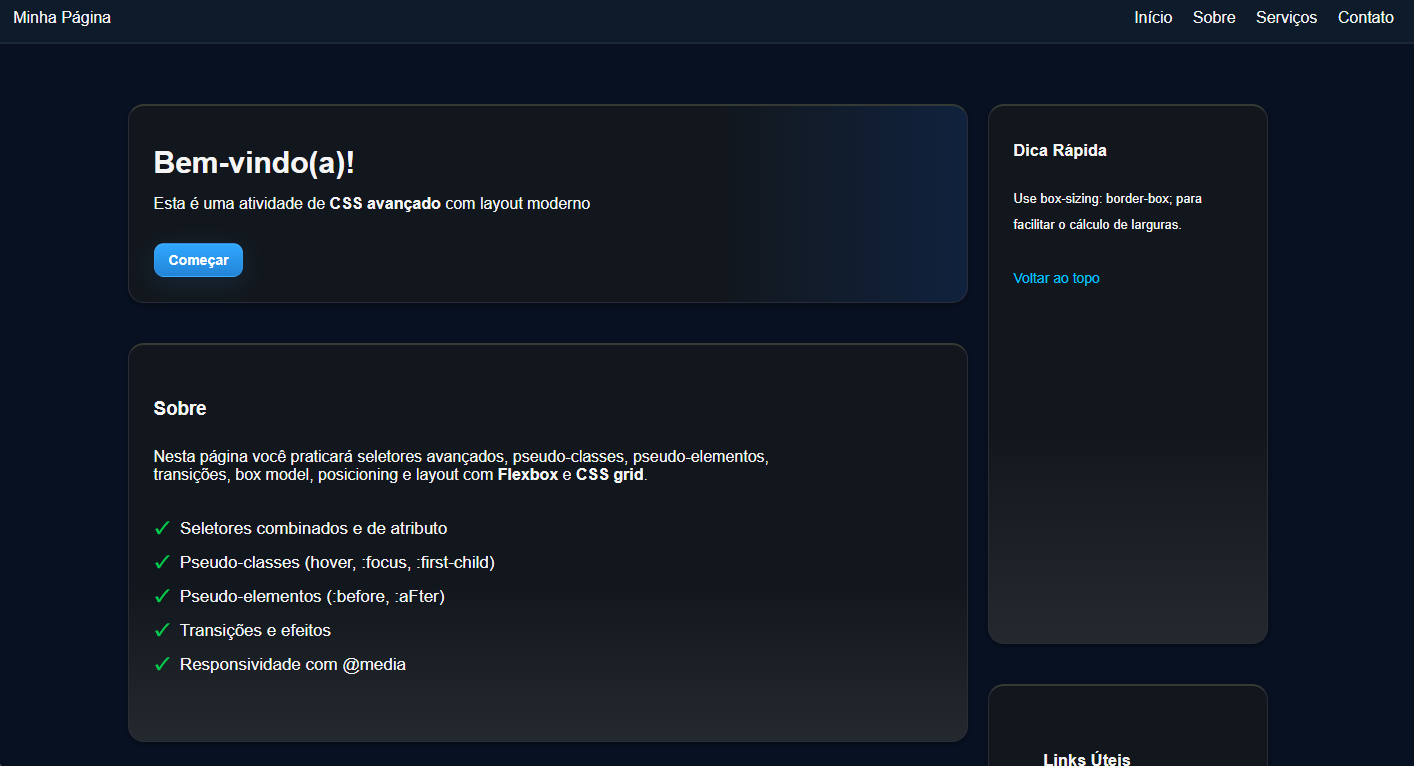 Minha Página
Início Sobre Serviços Contato
Bem-vindo(a)!
Esta é uma atividade de CSS avançado com layout moderno
Começar
Sobre
Nesta página você praticará seletores avançados, pseudo-classes, pseudo-elementos,
transições, box model, posicioning e layout com Flexbox e CSS grid.
✓ Seletores combinados e de atributo
✓ Pseudo-classes (hover, :focus, :first-child)
✓ Pseudo-elementos (:before, :aFter)
✓ Transições e efeitos
✓ Responsividade com @media
Dica Rápida
Use box-sizing: border-box; para
facilitar o cálculo de larguras.
Voltar ao topo
Links Úteis